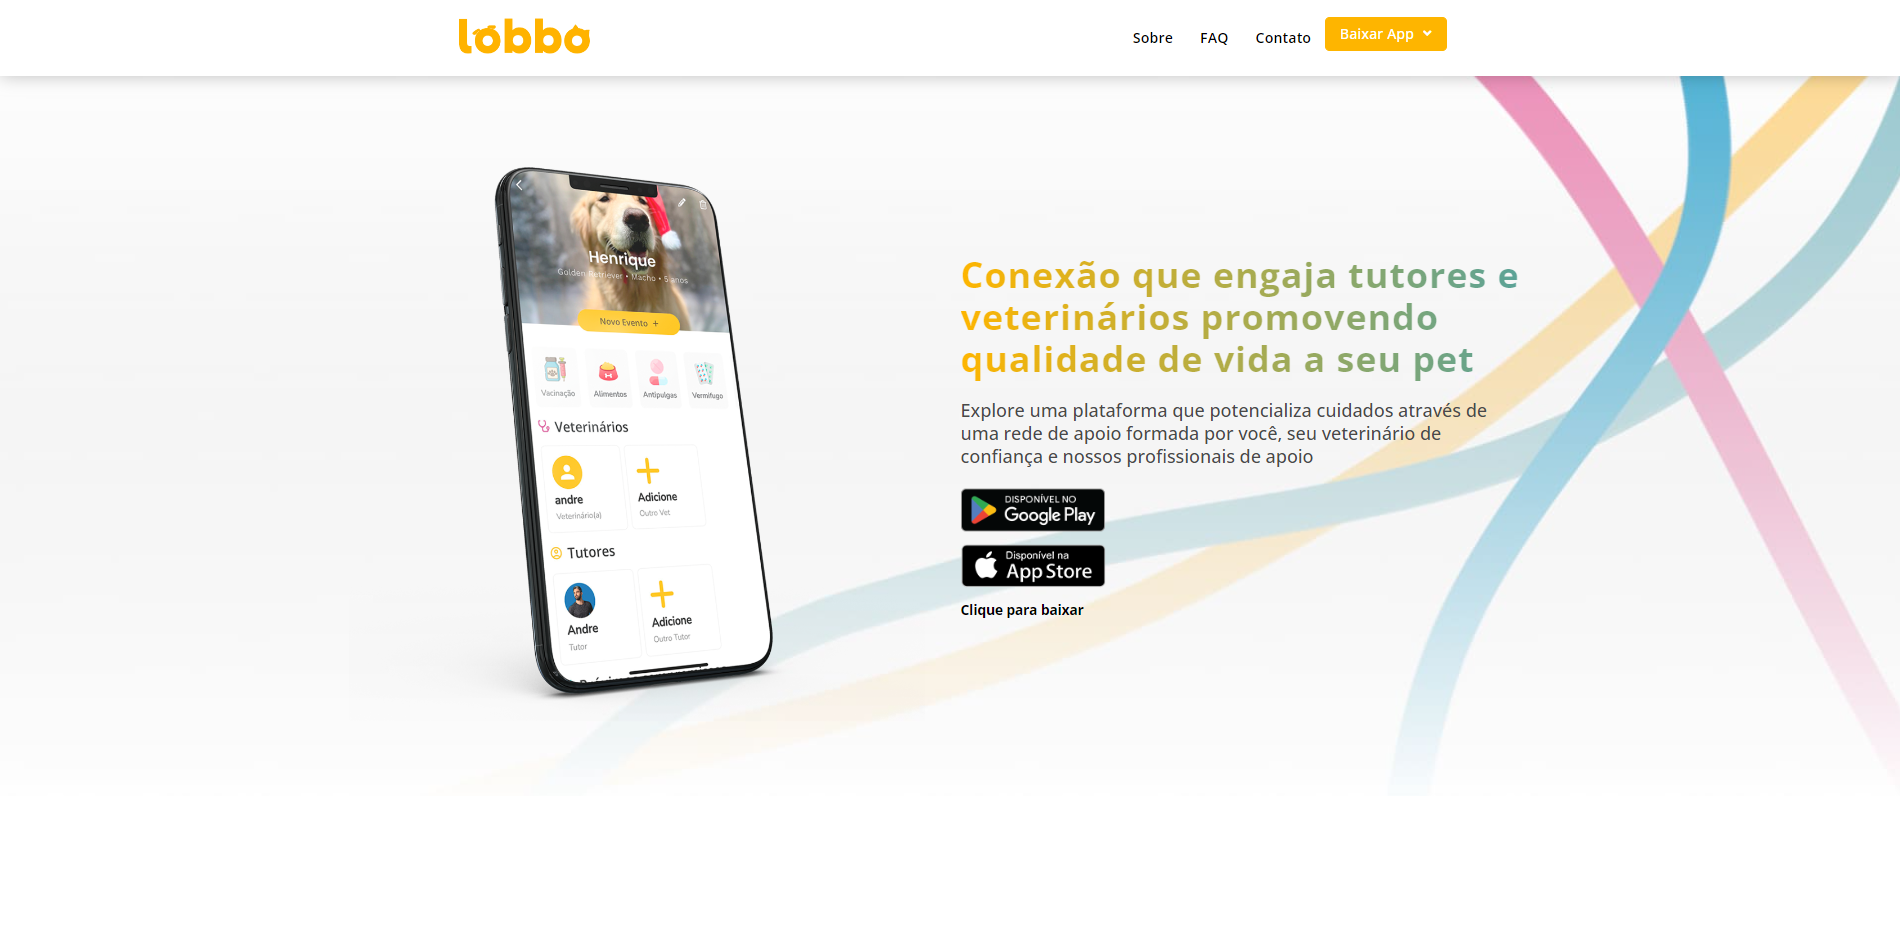 lobbo
Sobre FAQ Contato Baixar App
Henrique
Golden Retriever • Macho • 5 anos
Novo Evento +
Vacinação Alimentos Antipulgas Vermífugo
Veterinários
andre
Veterinário(a)
Adicione
Outro Vet
Tutores
Andre
Tutor
Adicione
Outro Tutor
Conexão que engaja tutores e
veterinários promovendo
qualidade de vida a seu pet
Explore uma plataforma que potencializa cuidados através de
uma rede de apoio formada por você, seu veterinário de
confiança e nossos profissionais de apoio
DISPONÍVEL NO
Google Play
Disponível na
App Store
Clique para baixar